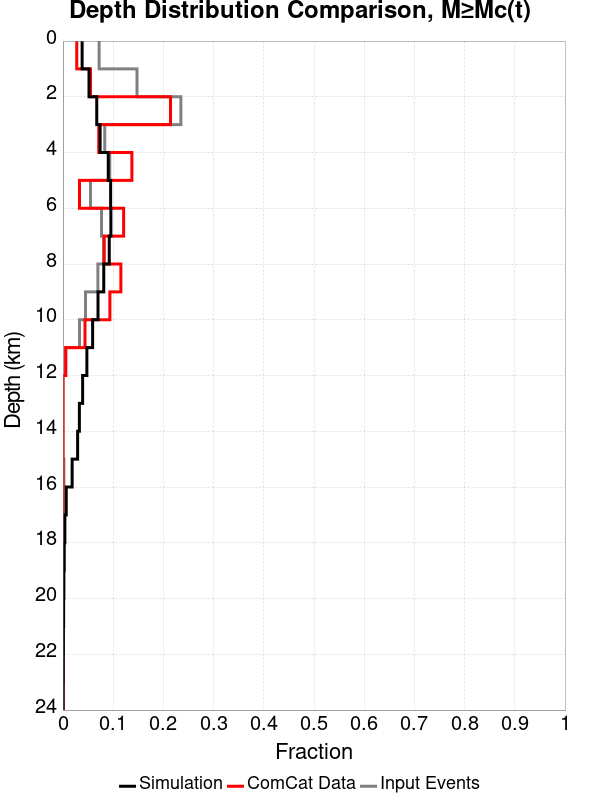 Depth Distribution Comparison, M≥Mc(t)
0
2
4
6
8
10
12
14
16
18
20
22
24
Depth (km)
0 0.1 0.2 0.3 0.4 0.5 0.6 0.7 0.8 0.9 1
Fraction
Simulation ComCat Data Input Events